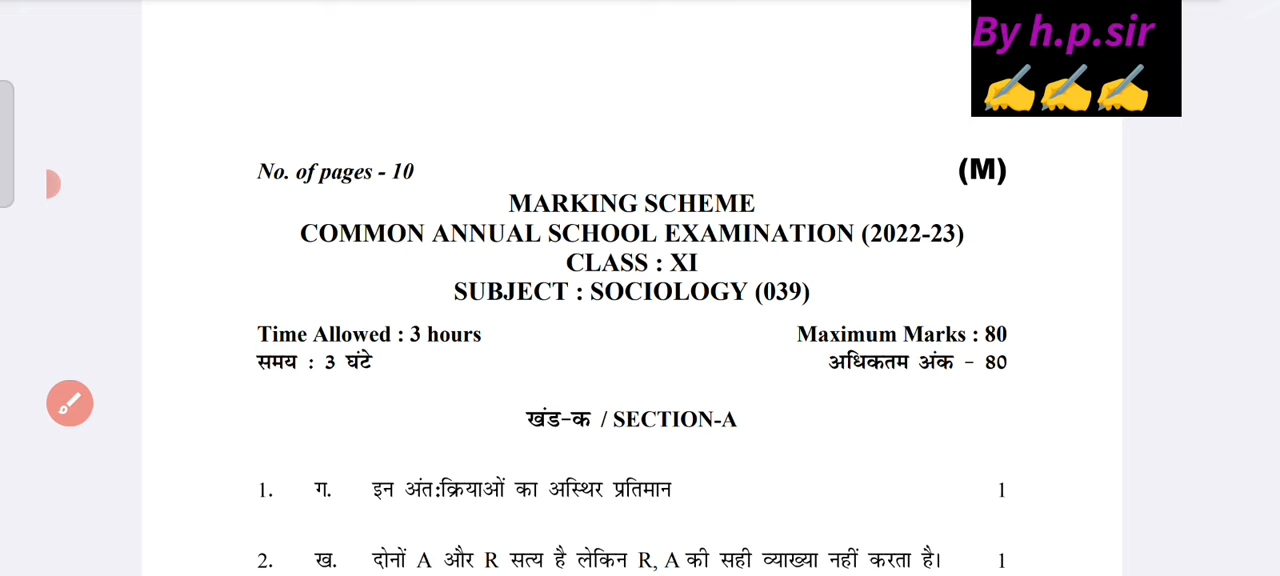 By h.p.sir
✍✍✍
No. of pages - 10 (M)
MARKING SCHEME
COMMON ANNUAL SCHOOL EXAMINATION (2022-23)
CLASS : XI
SUBJECT : SOCIOLOGY (039)
Time Allowed : 3 hours Maximum Marks : 80
समय : 3 घंटे अधिकतम अंक - 80
खंड-क / SECTION-A
1. ग. इन अंत:क्रियाओं का अस्थिर प्रतिमान 1
2. ख. दोनों A और R सत्य है लेकिन R, A की सही व्याख्या नहीं करता है। 1